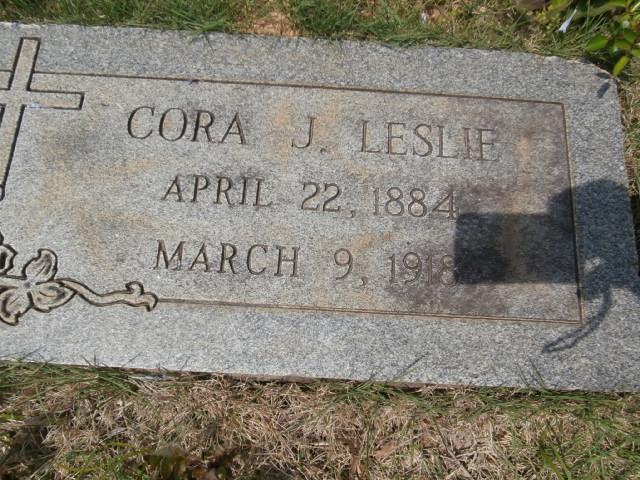 CORA J. LESLIE
APRIL 22, 1884
MARCH 9, 1918